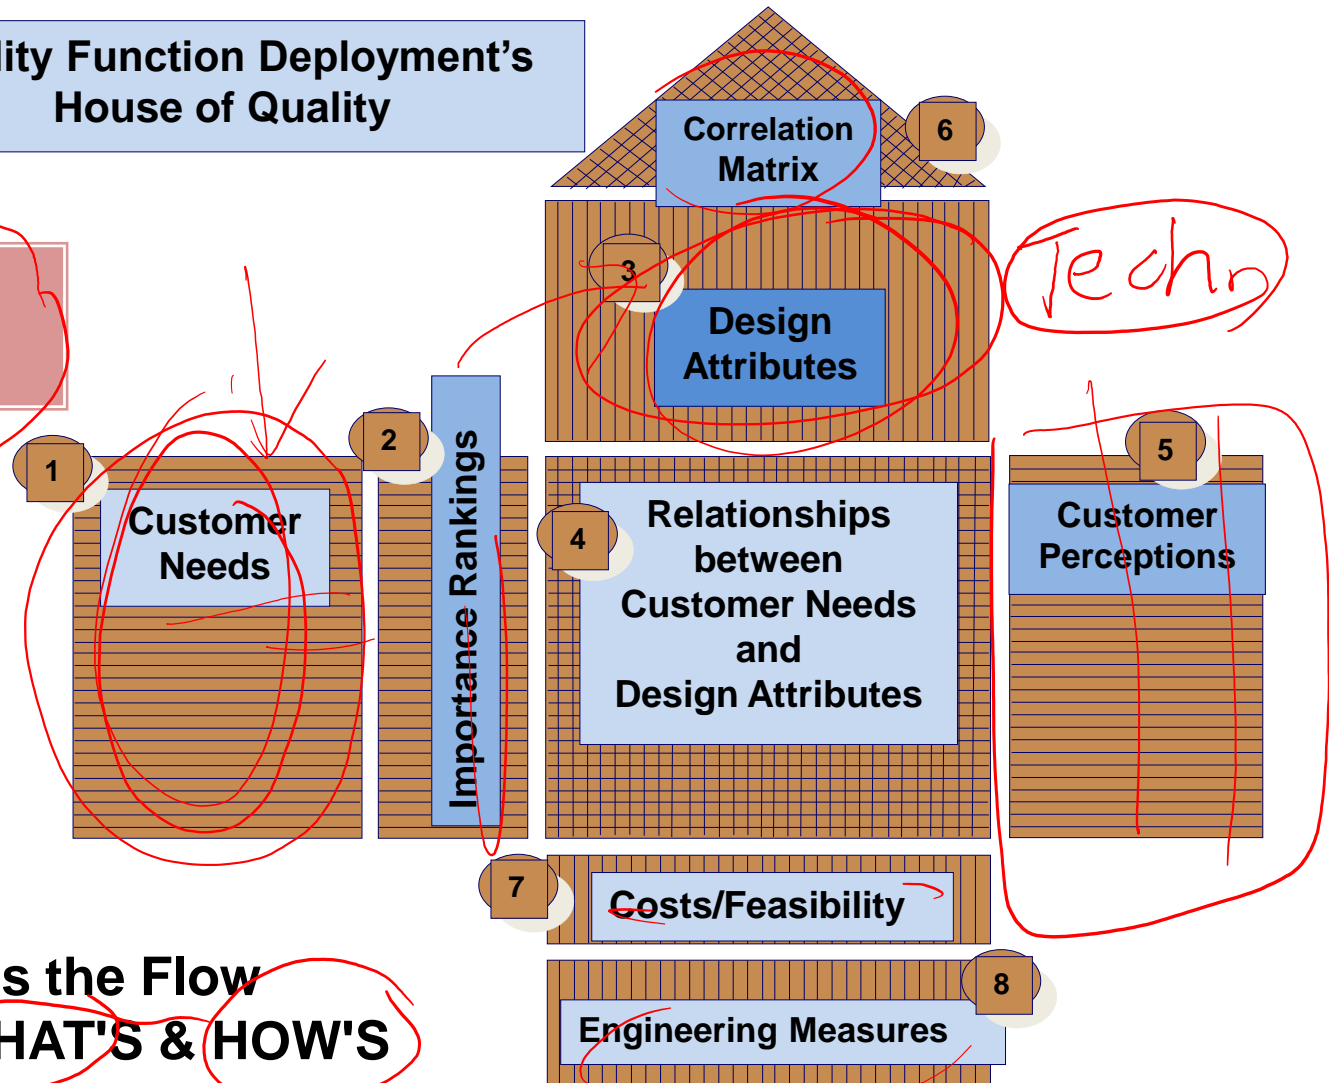 lity Function Deployment's
House of Quality
Correlation
Matrix
6
3
Design
Attributes
Techn
1
Customer
Needs
2
Importance Rankings
4
Relationships
between
Customer Needs
and
Design Attributes
5
Customer
Perceptions
7
Costs/Feasibility
8
Engineering Measures
s the Flow
HAT'S & HOW'S